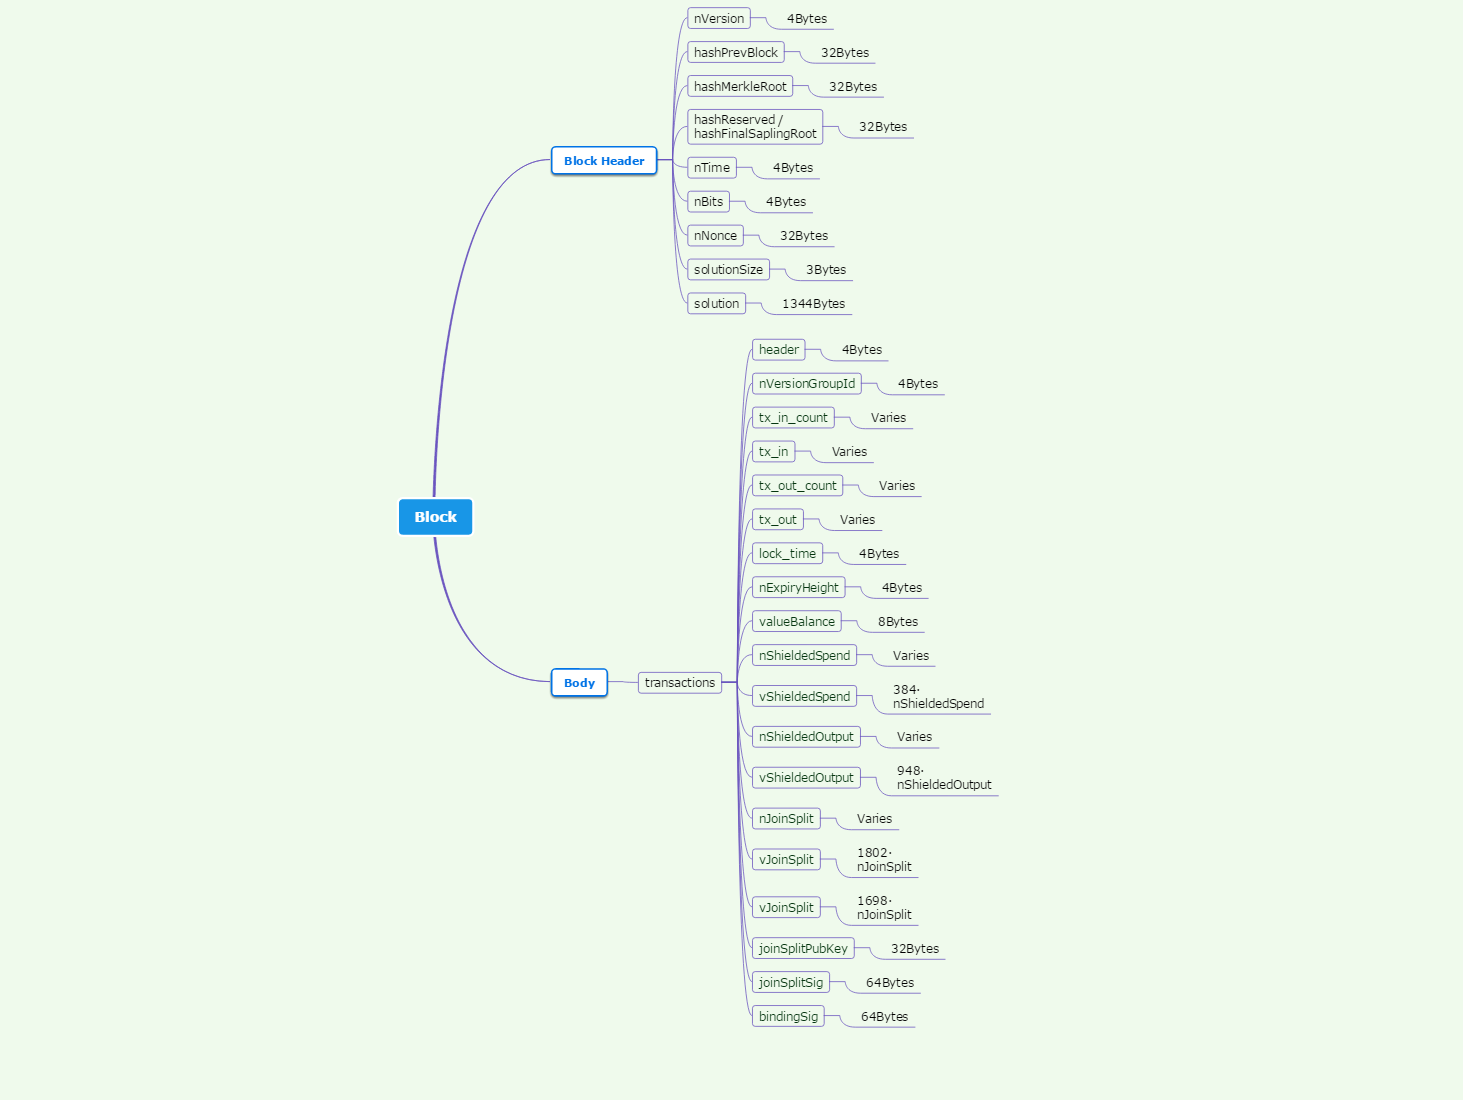 nVersion 4Bytes
hashPrevBlock 32Bytes
hashMerkleRoot 32Bytes
hashReserved /
hashFinalSaplingRoot 32Bytes
Block Header
nTime 4Bytes
nBits 4Bytes
nNonce 32Bytes
solutionSize 3Bytes
solution 1344Bytes
header 4Bytes
nVersionGroupId 4Bytes
tx_in_count Varies
tx_in Varies
tx_out_count Varies
Block
tx_out Varies
lock_time 4Bytes
nExpiryHeight 4Bytes
valueBalance 8Bytes
nShieldedSpend Varies
Body
transactions
vShieldedSpend 384·
nShieldedSpend
nShieldedOutput Varies
vShieldedOutput 948·
nShieldedOutput
nJoinSplit Varies
vJoinSplit 1802·
nJoinSplit
vJoinSplit 1698·
nJoinSplit
joinSplitPubKey 32Bytes
joinSplitSig 64Bytes
bindingSig 64Bytes